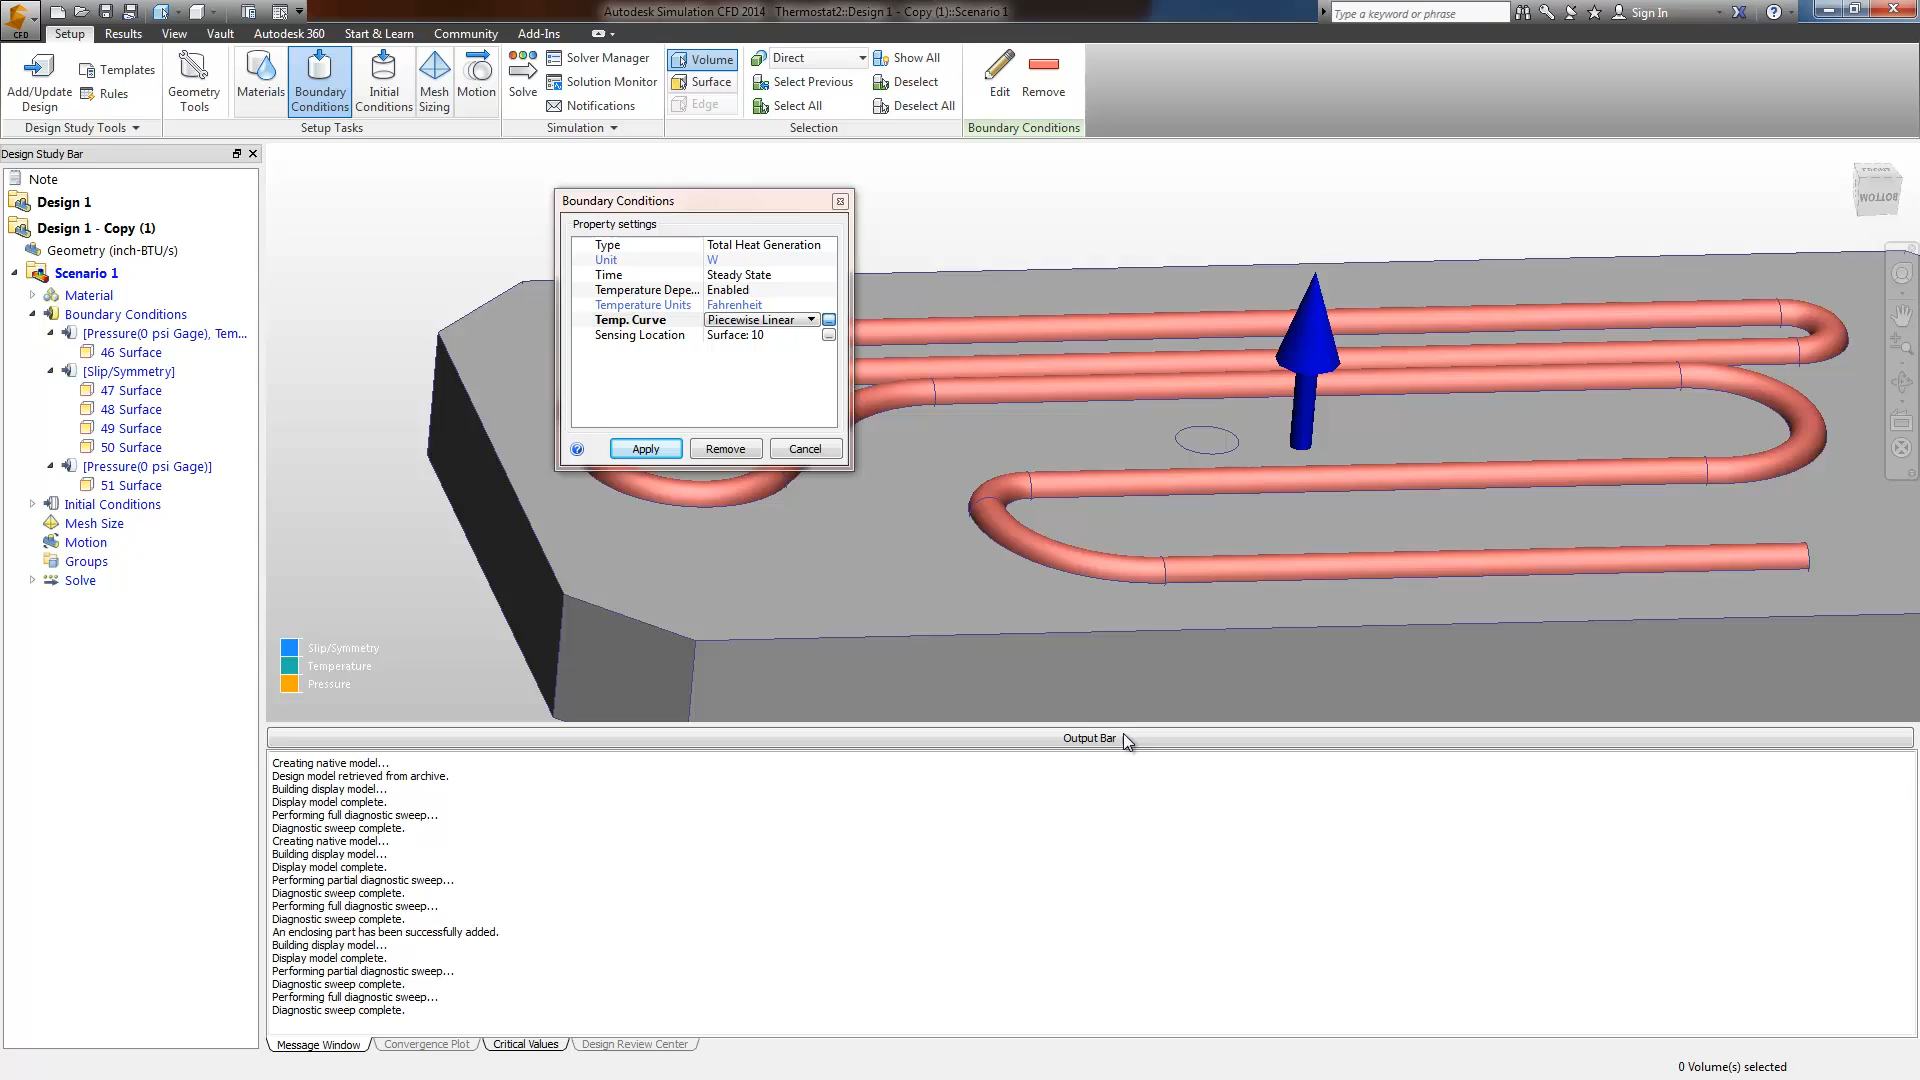 Autodesk Simulation CFD 2014 Thermostat2::Design 1 - Copy (1)::Scenario 1
Type a keyword or phrase
Sign In
CFD
Setup Results View Vault Autodesk 360 Start & Learn Community Add-Ins
Add/Update Design
Templates
Rules
Design Study Tools
Geometry Tools
Materials
Boundary Conditions
Initial Conditions
Mesh Sizing
Motion
Setup Tasks
Solve
Solver Manager
Solution Monitor
Notifications
Simulation
Volume
Surface
Edge
Direct
Select Previous
Select All
Show All
Deselect
Deselect All
Selection
Edit
Remove
Boundary Conditions
Design Study Bar
Note
Design 1
Design 1 - Copy (1)
Geometry (inch-BTU/s)
Scenario 1
Material
Boundary Conditions
[Pressure(0 psi Gage), Tem...
46 Surface
[Slip/Symmetry]
47 Surface
48 Surface
49 Surface
50 Surface
[Pressure(0 psi Gage)]
51 Surface
Initial Conditions
Mesh Size
Motion
Groups
Solve
Boundary Conditions
Property settings
Type Total Heat Generation
Unit W
Time Steady State
Temperature Depe... Enabled
Temperature Units Fahrenheit
Temp. Curve Piecewise Linear
Sensing Location Surface: 10
Apply Remove Cancel
FRONT
BOTTOM
Slip/Symmetry
Temperature
Pressure
Output Bar
Creating native model...
Design model retrieved from archive.
Building display model...
Display model complete.
Performing full diagnostic sweep...
Diagnostic sweep complete.
Creating native model...
Building display model...
Display model complete.
Performing partial diagnostic sweep...
Diagnostic sweep complete.
Performing full diagnostic sweep...
Diagnostic sweep complete.
An enclosing part has been successfully added.
Building display model...
Display model complete.
Performing partial diagnostic sweep...
Diagnostic sweep complete.
Performing full diagnostic sweep...
Diagnostic sweep complete.
Message Window Convergence Plot Critical Values Design Review Center
0 Volume(s) selected